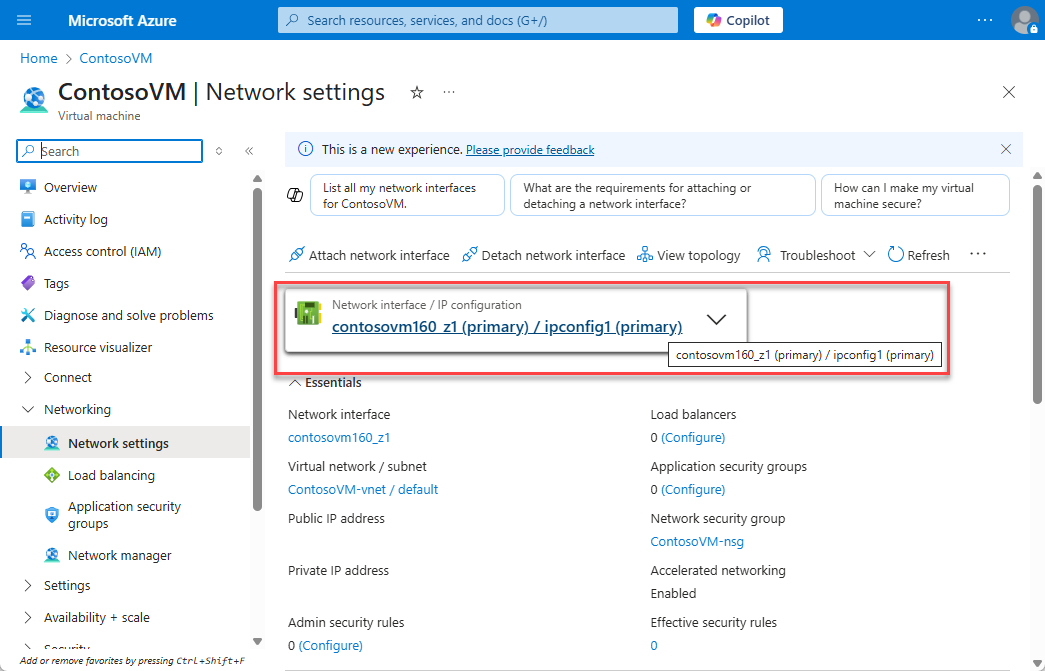 Microsoft Azure
Search resources, services, and docs (G+/)
Copilot
Home > ContosoVM
ContosoVM | Network settings
Virtual machine
Search
Overview
Activity log
Access control (IAM)
Tags
Diagnose and solve problems
Resource visualizer
Connect
Networking
Network settings
Load balancing
Application security
groups
Network manager
Settings
Availability + scale
Security
Add or remove favorites by pressing Ctrl+Shift+F
This is a new experience. Please provide feedback
List all my network interfaces
for ContosoVM.
What are the requirements for attaching or
detaching a network interface?
How can I make my virtual
machine secure?
Attach network interface
Detach network interface
View topology
Troubleshoot
Refresh
Network interface / IP configuration
contosovm160_z1 (primary) / ipconfig1 (primary)
contosovm160_z1 (primary) / ipconfig1 (primary)
Essentials
Network interface
contosovm160_z1
Virtual network / subnet
ContosoVM-vnet / default
Public IP address
Private IP address
Admin security rules
0 (Configure)
Load balancers
0 (Configure)
Application security groups
0 (Configure)
Network security group
ContosoVM-nsg
Accelerated networking
Enabled
Effective security rules
0